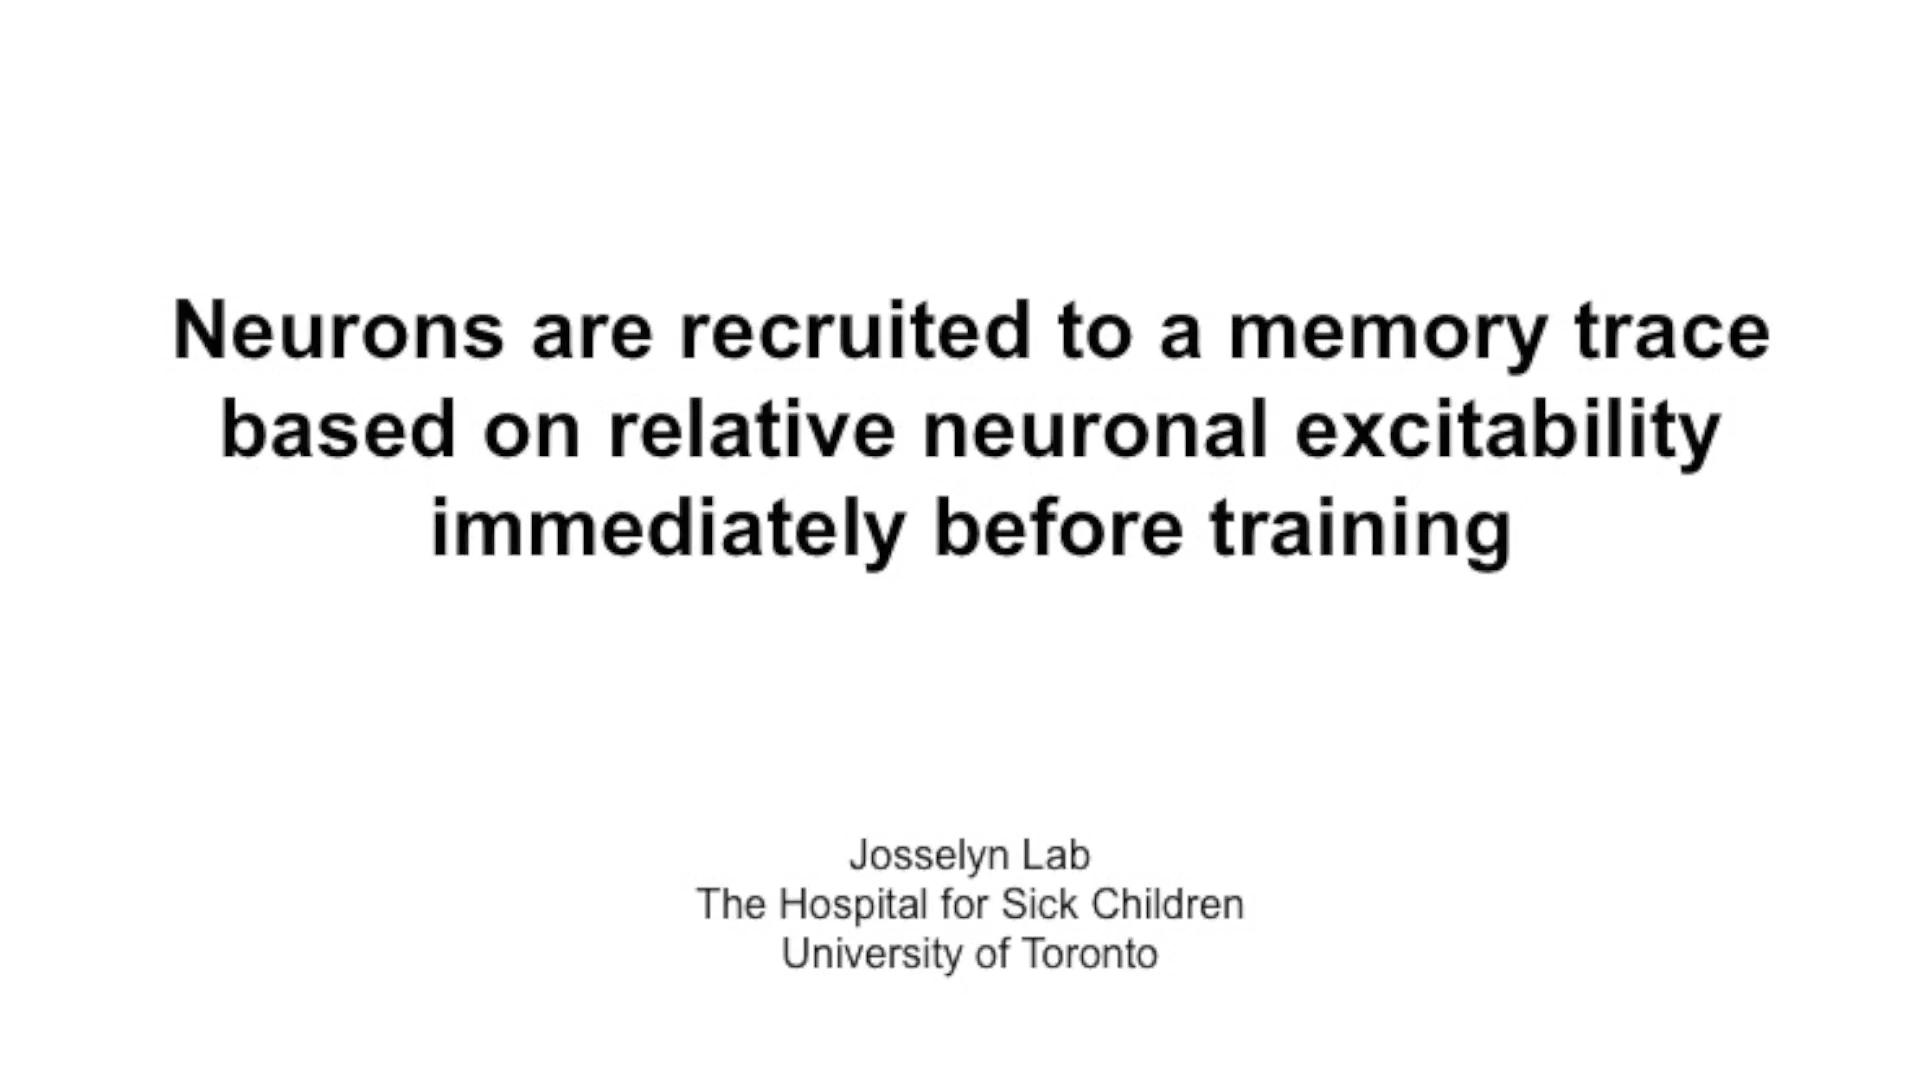 Neurons are recruited to a memory trace
based on relative neuronal excitability
immediately before training
Josselyn Lab
The Hospital for Sick Children
University of Toronto